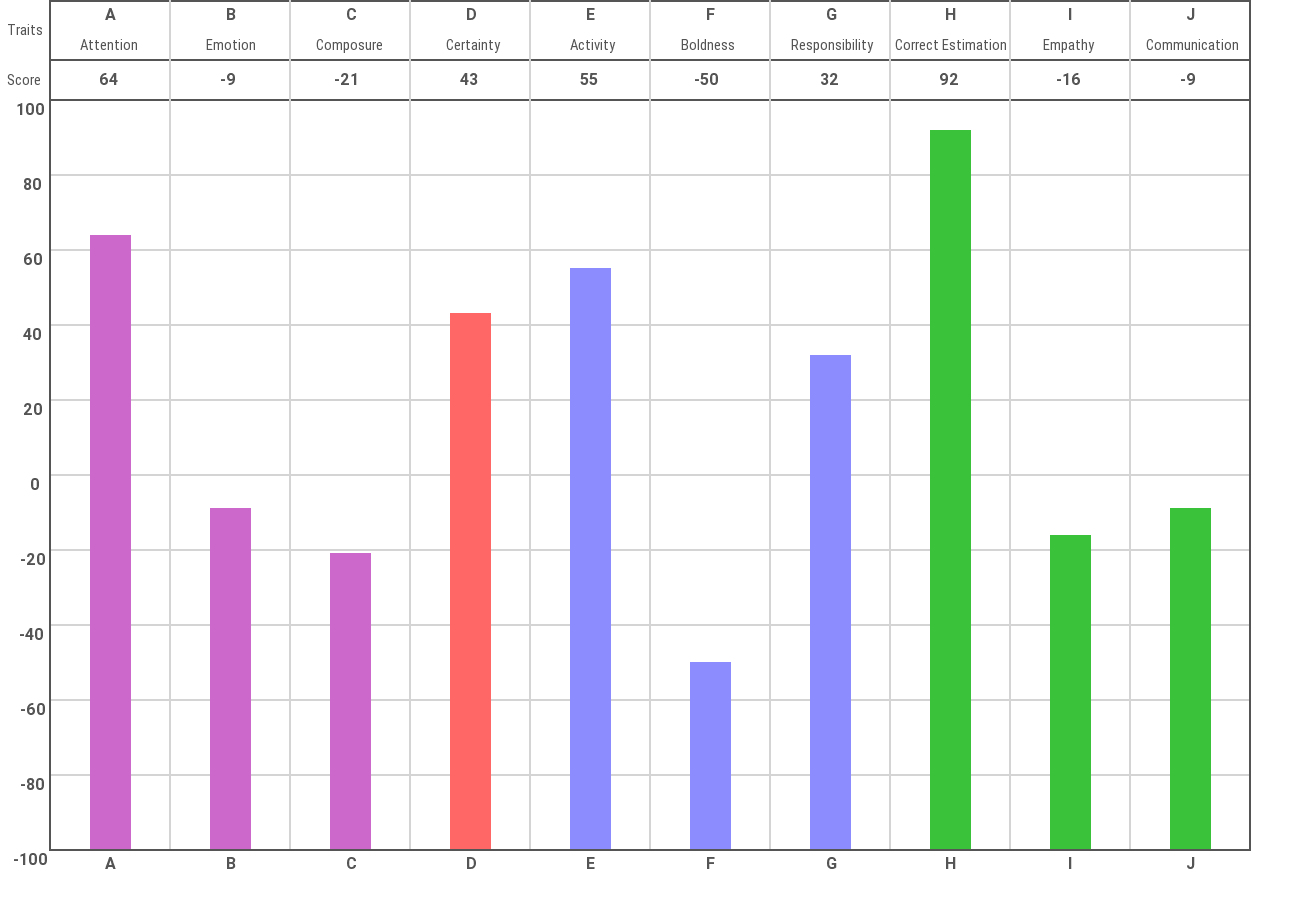 A B C D E F G H I J
Traits
Attention Emotion Composure Certainty Activity Boldness Responsibility Correct Estimation Empathy Communication
Score 64 -9 -21 43 55 -50 32 92 -16 -9
100
80
60
40
20
0
-20
-40
-60
-80
-100
A B C D E F G H I J